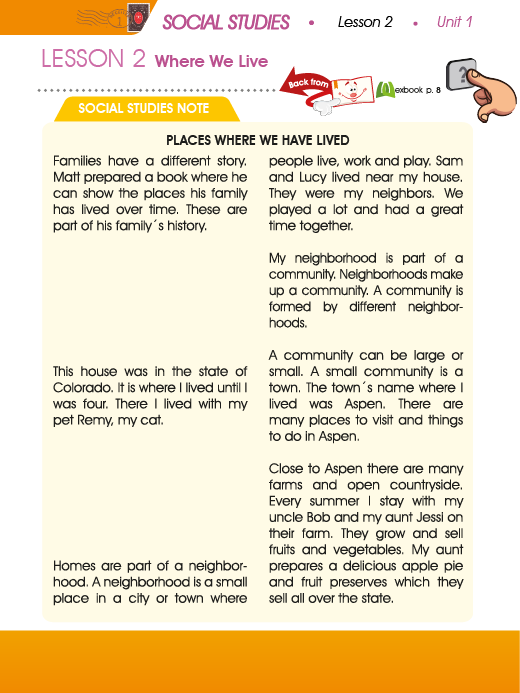 SOCIAL STUDIES • Lesson 2 • Unit 1
LESSON 2 Where We Live
Back from
exbook p. 8
?
SOCIAL STUDIES NOTE
PLACES WHERE WE HAVE LIVED
Families have a different story.
Matt prepared a book where he
can show the places his family
has lived over time. These are
part of his family´s history.
This house was in the state of
Colorado. It is where I lived until I
was four. There I lived with my
pet Remy, my cat.
Homes are part of a neighbor-
hood. A neighborhood is a small
place in a city or town where
people live, work and play. Sam
and Lucy lived near my house.
They were my neighbors. We
played a lot and had a great
time together.
My neighborhood is part of a
community. Neighborhoods make
up a community. A community is
formed by different neighbor-
hoods.
A community can be large or
small. A small community is a
town. The town´s name where I
lived was Aspen. There are
many places to visit and things
to do in Aspen.
Close to Aspen there are many
farms and open countryside.
Every summer I stay with my
uncle Bob and my aunt Jessi on
their farm. They grow and sell
fruits and vegetables. My aunt
prepares a delicious apple pie
and fruit preserves which they
sell all over the state.